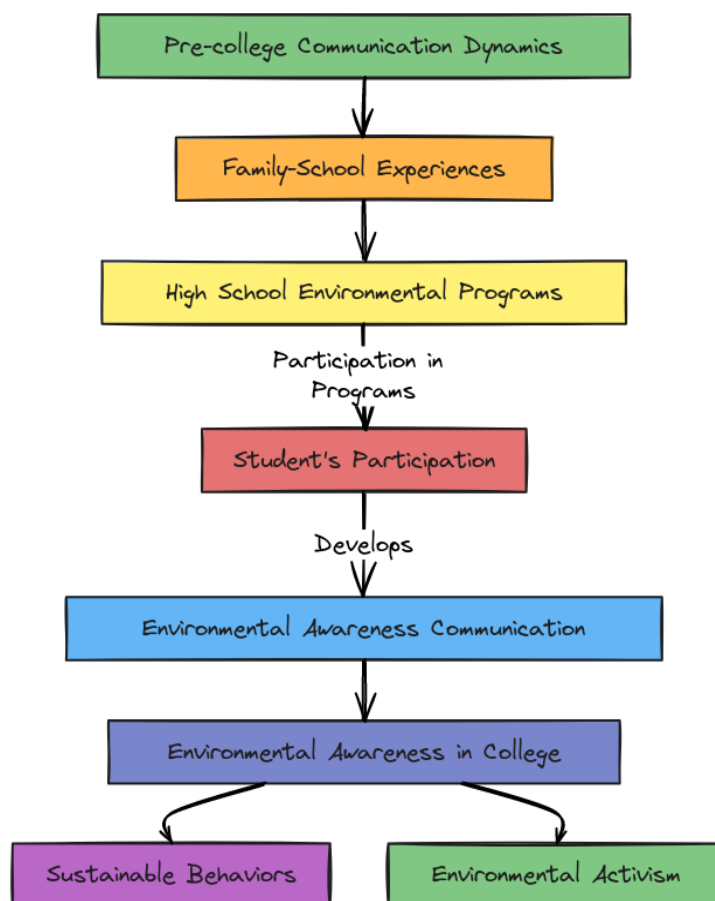 Pre-college Communication Dynamics
Family-School Experiences
High School Environmental Programs
Participation in
Programs
Student's Participation
Develops
Environmental Awareness Communication
Environmental Awareness in College
Sustainable Behaviors
Environmental Activism